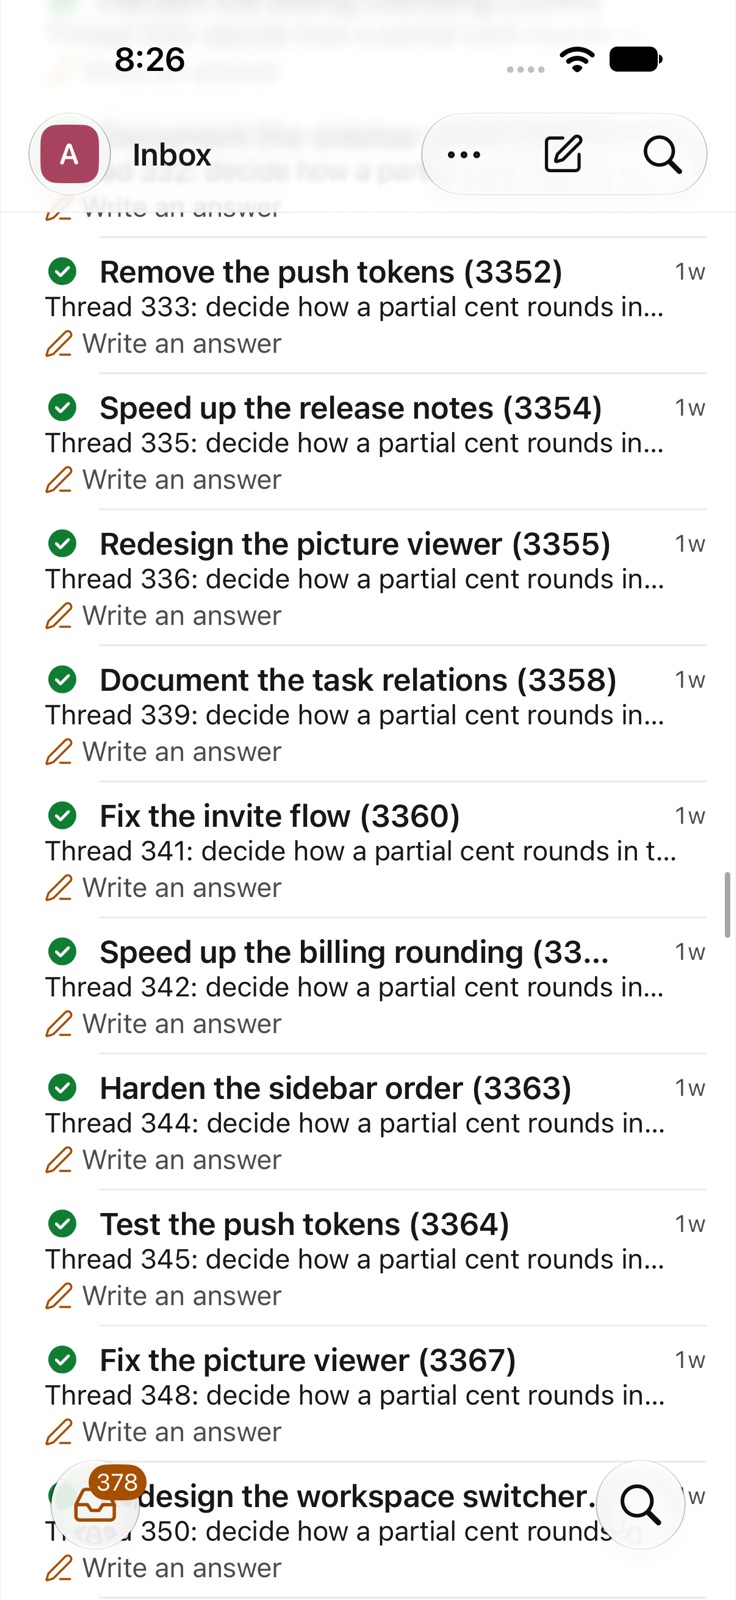 8:26
A
Inbox
Write an answer
Remove the push tokens (3352)
1w
Thread 333: decide how a partial cent rounds in...
Write an answer
Speed up the release notes (3354)
1w
Thread 335: decide how a partial cent rounds in...
Write an answer
Redesign the picture viewer (3355)
1w
Thread 336: decide how a partial cent rounds in...
Write an answer
Document the task relations (3358)
1w
Thread 339: decide how a partial cent rounds in...
Write an answer
Fix the invite flow (3360)
1w
Thread 341: decide how a partial cent rounds in t...
Write an answer
Speed up the billing rounding (33...
1w
Thread 342: decide how a partial cent rounds in...
Write an answer
Harden the sidebar order (3363)
1w
Thread 344: decide how a partial cent rounds in...
Write an answer
Test the push tokens (3364)
1w
Thread 345: decide how a partial cent rounds in...
Write an answer
Fix the picture viewer (3367)
1w
Thread 348: decide how a partial cent rounds in...
Write an answer
378
design the workspace switcher...
w
350: decide how a partial cent rounds
Write an answer